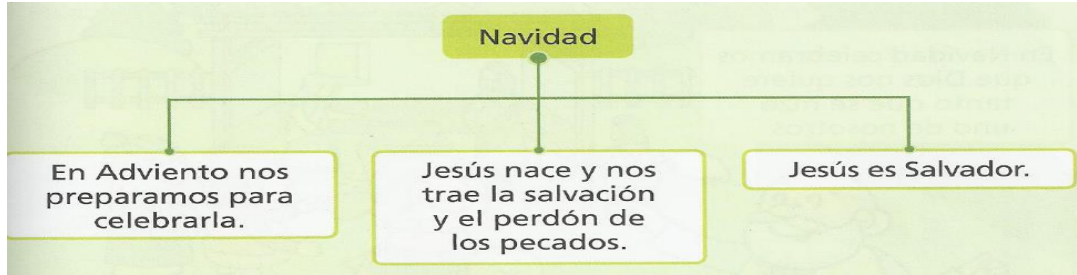 Navidad
En Adviento nos
preparamos para
celebrarla.
Jesús nace y nos
trae la salvación
y el perdón de
los pecados.
Jesús es Salvador.